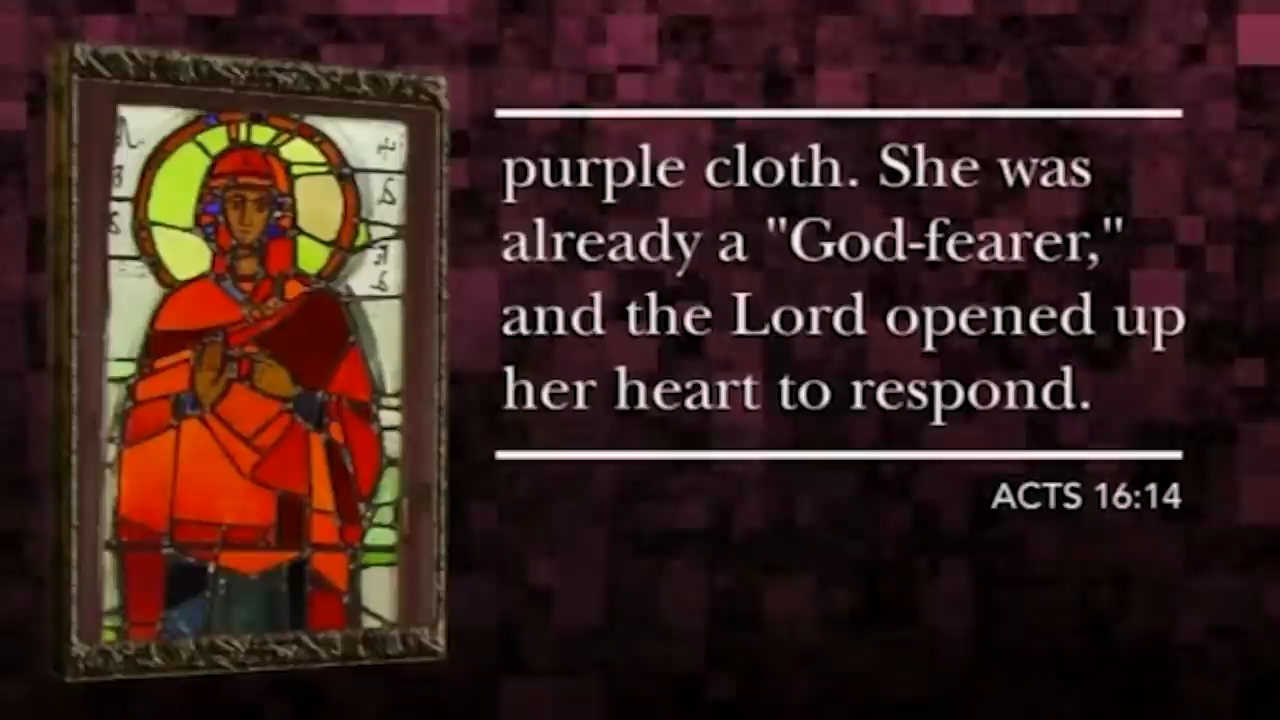 purple cloth. She was
already a "God-fearer,"
and the Lord opened up
her heart to respond.
ACTS 16:14